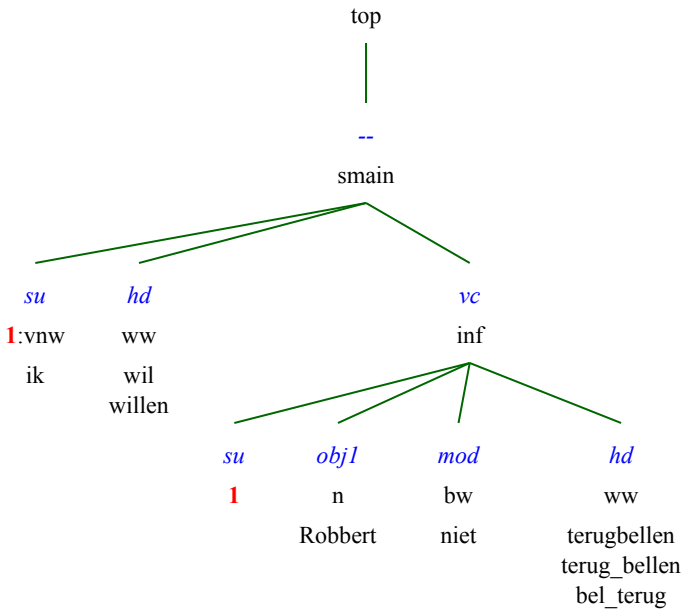 top
--
smain
su hd vc
1:vnw ww inf
ik wil
willen
su obj1 mod hd
1 n bw ww
Robbert niet terugbellen
terug_bellen
bel_terug